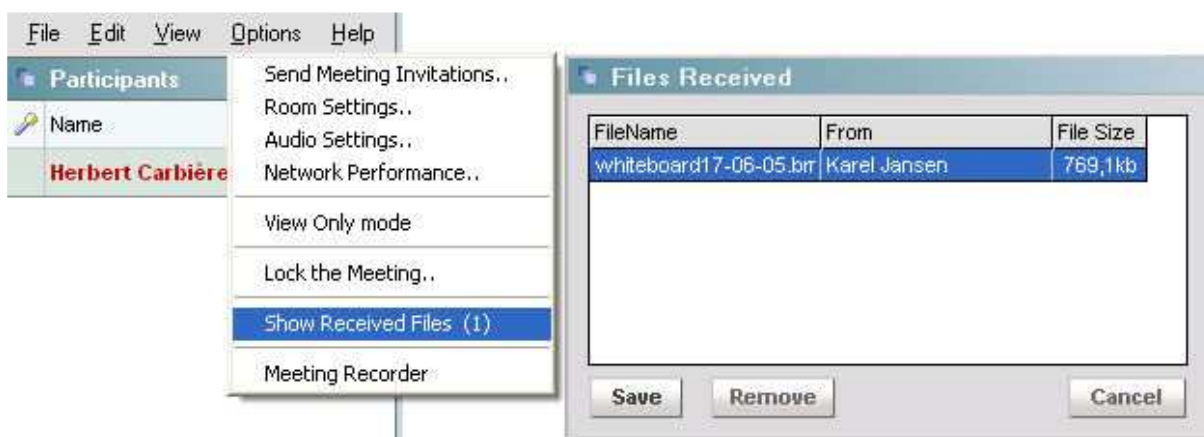 File Edit View Options Help
Participants
Name
Herbert Carbière
Send Meeting Invitations..
Room Settings..
Audio Settings..
Network Performance..
View Only mode
Lock the Meeting..
Show Received Files (1)
Meeting Recorder
Files Received
FileName From File Size
whiteboard17-06-05.brr Karel Jansen 769,1kb
Save Remove Cancel